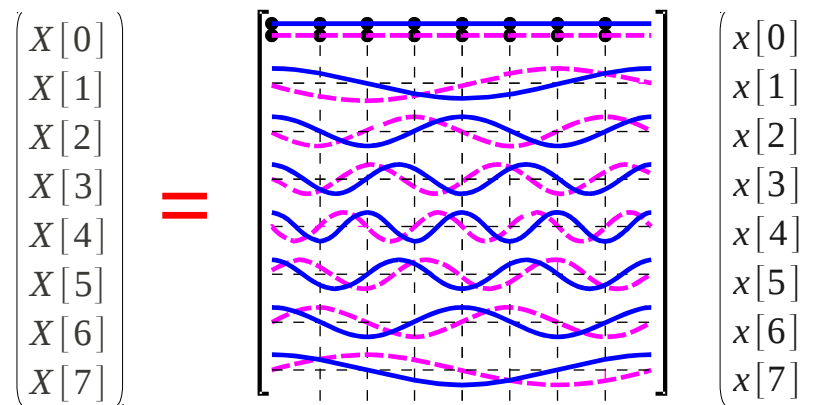 X[0] x[0]
X[1] x[1]
X[2] x[2]
X[3] x[3]
X[4] = x[4]
X[5] x[5]
X[6] x[6]
X[7] x[7]